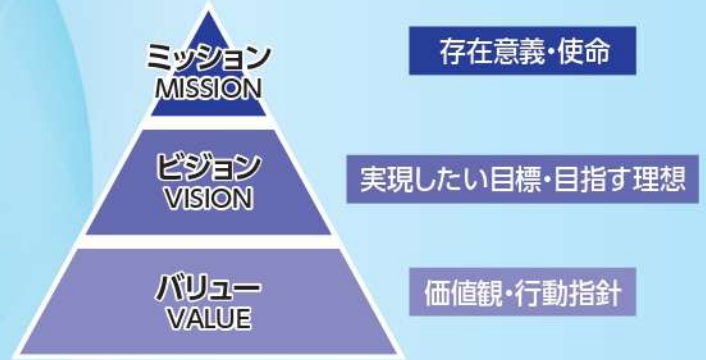 ミッション
MISSION
存在意義・使命
ビジョン
VISION
実現したい目標・目指す理想
バリュー
VALUE
価値観・行動指針